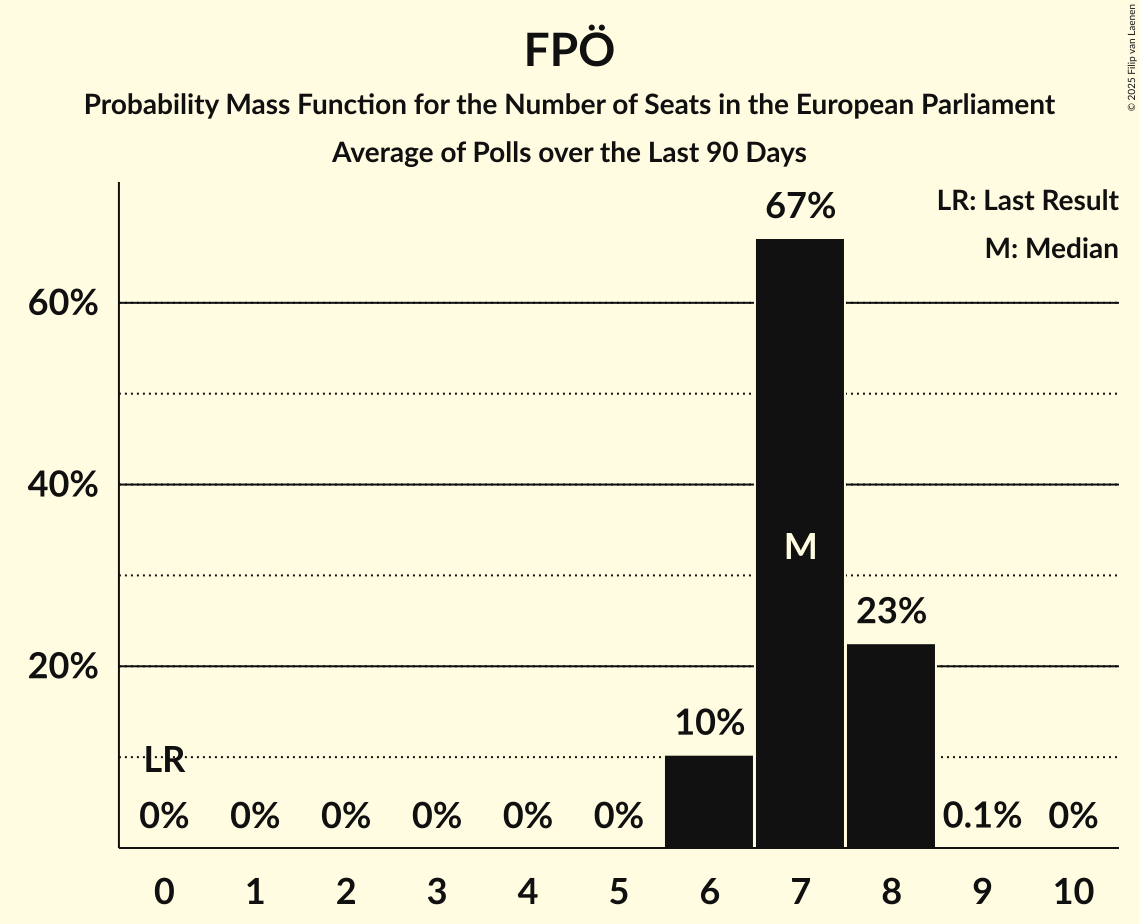 FPÖ
Probability Mass Function for the Number of Seats in the European Parliament
Average of Polls over the Last 90 Days
© 2025 Filip van Laenen
LR: Last Result
M: Median
67%
60%
40%
M
23%
20%
10%
LR
0% 0% 0% 0% 0% 0% 0.1% 0%
0 1 2 3 4 5 6 7 8 9 10